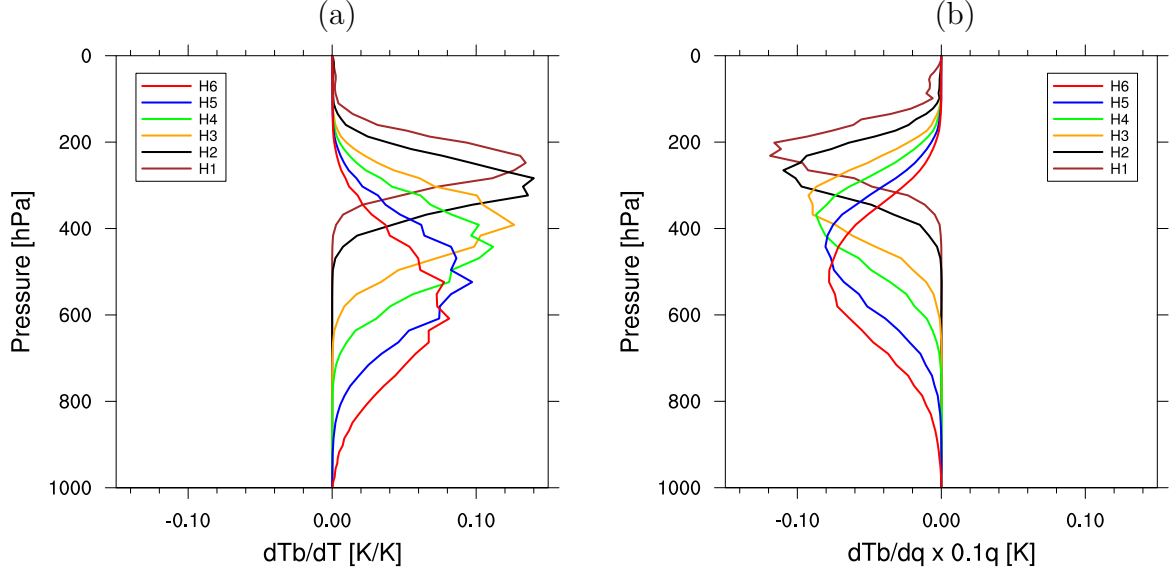 (a)
0
200
400
600
800
1000
Pressure [hPa]
H6
H5
H4
H3
H2
H1
-0.10
0.00
0.10
dTb/dT [K/K]
(b)
0
200
400
600
800
1000
Pressure [hPa]
H6
H5
H4
H3
H2
H1
-0.10
0.00
0.10
dTb/dq x 0.1q [K]